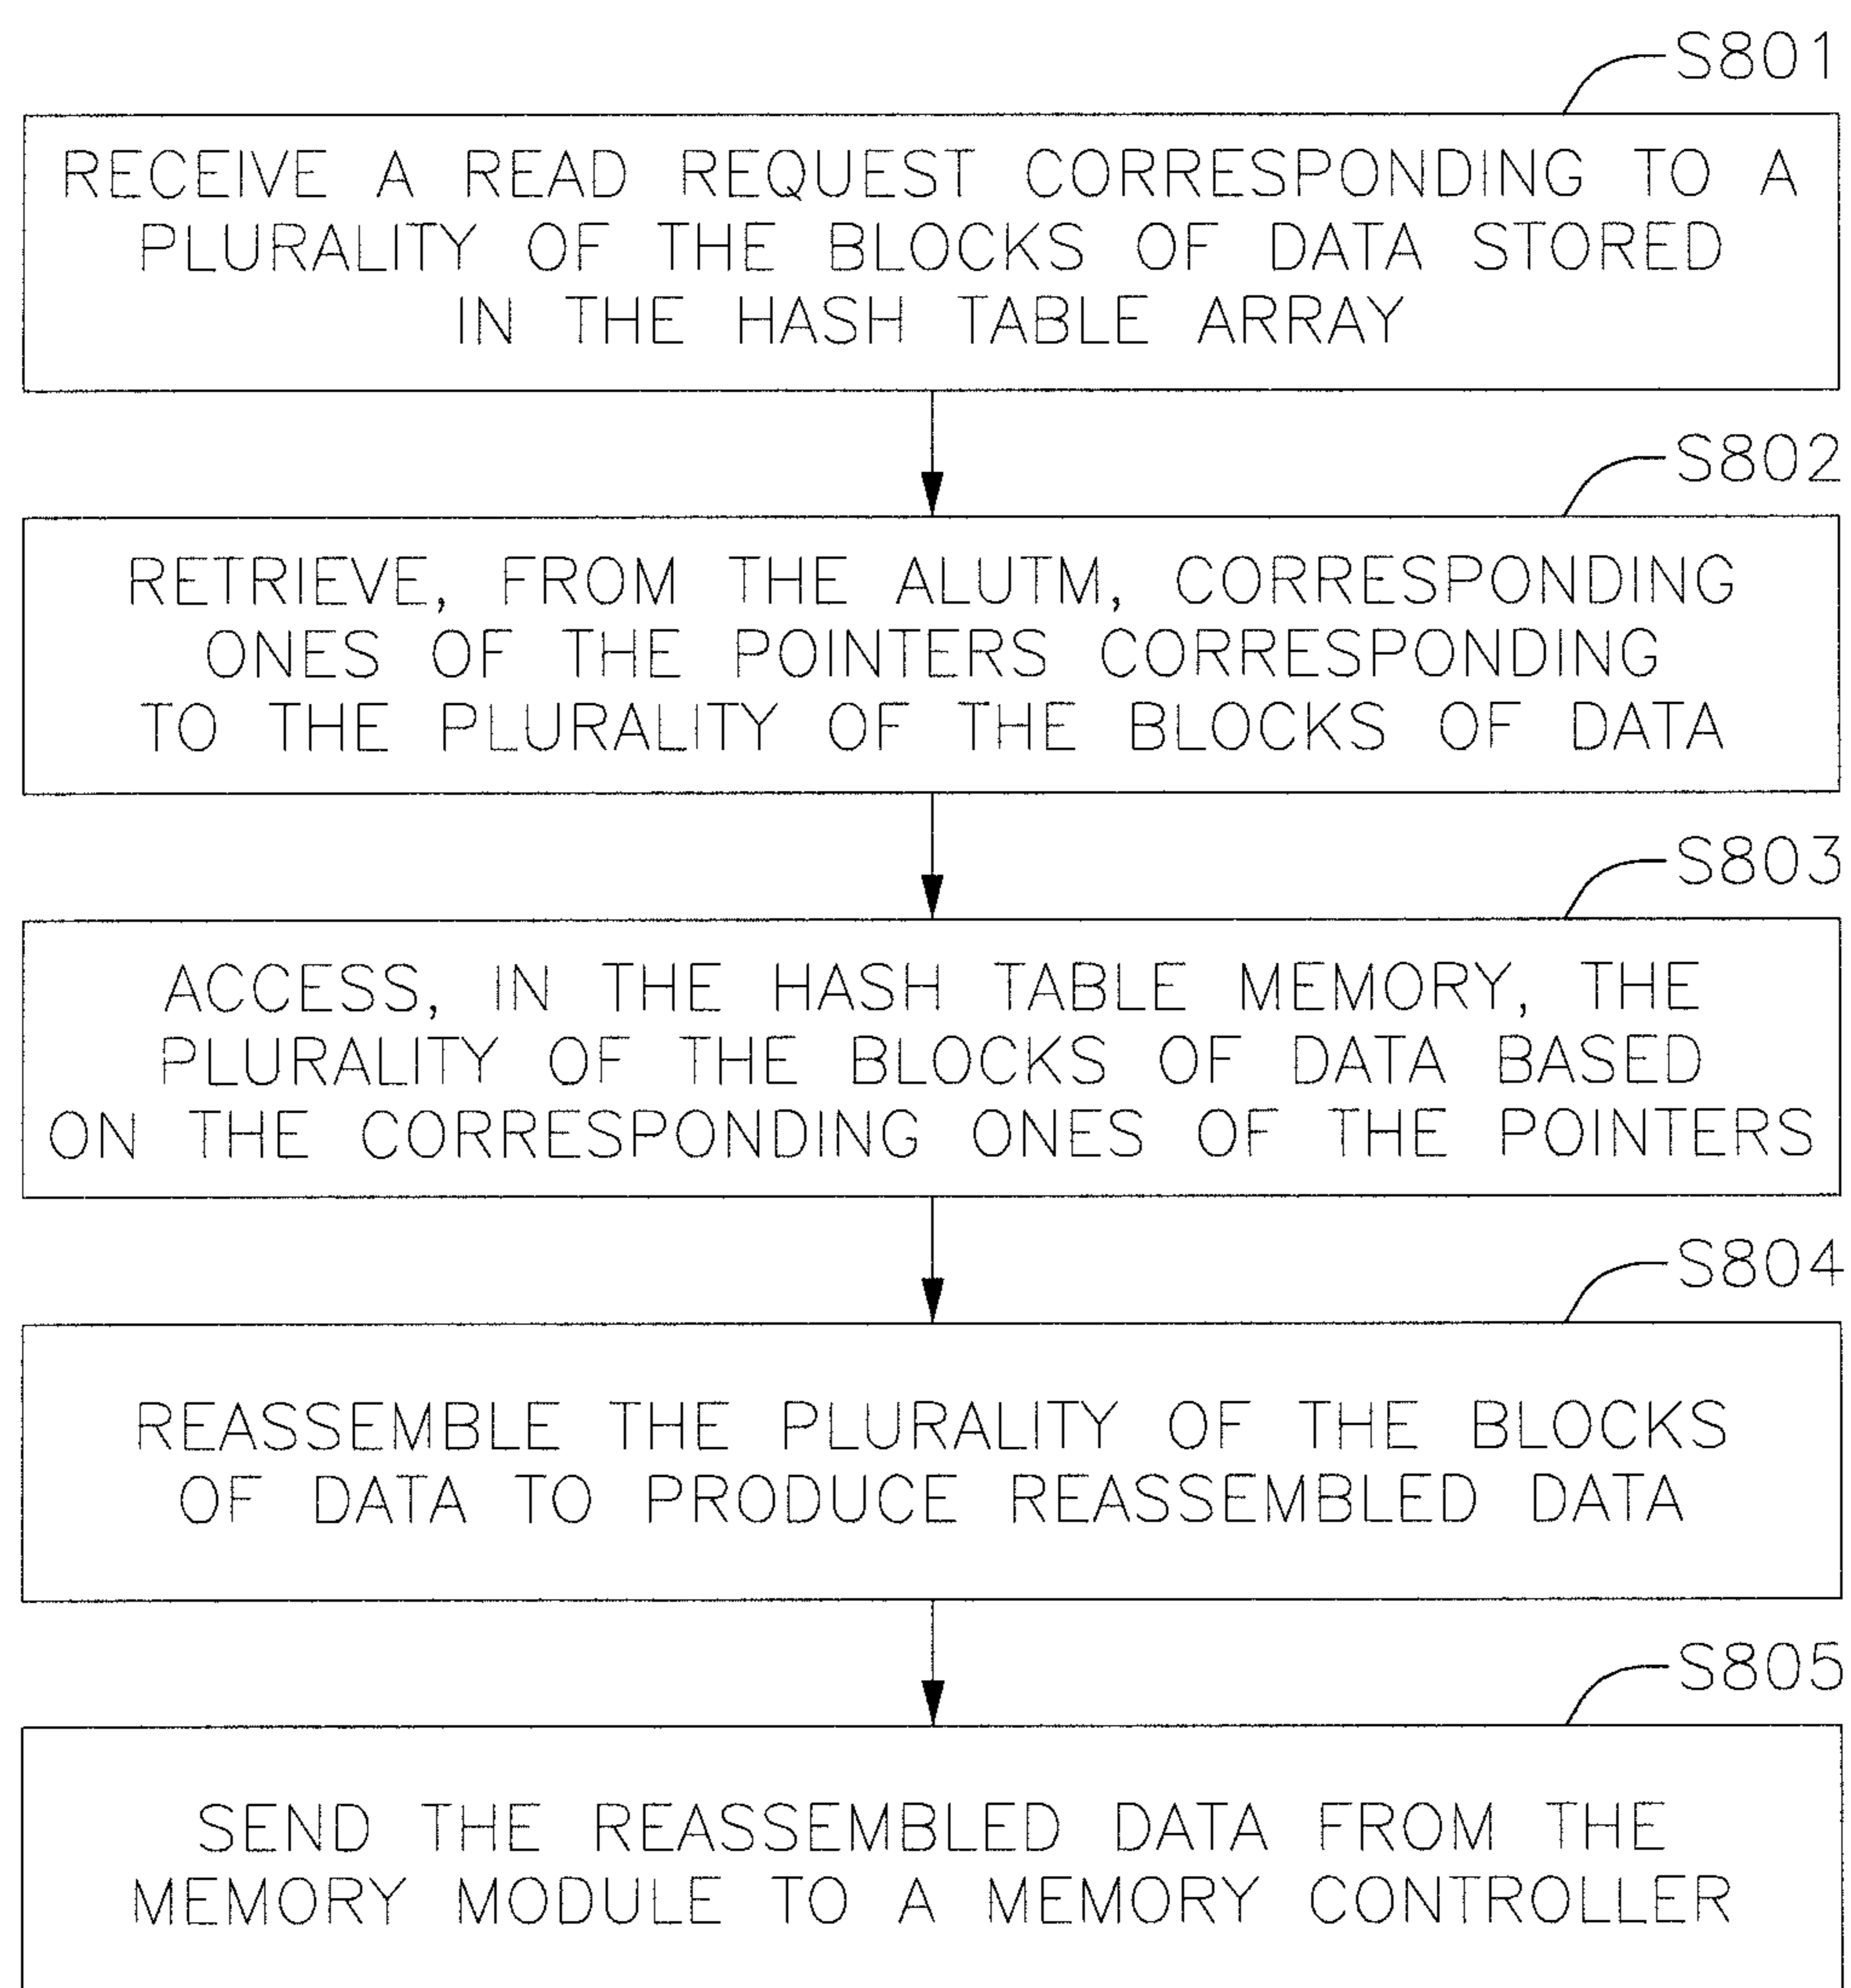 S801
RECEIVE A READ REQUEST CORRESPONDING TO A
PLURALITY OF THE BLOCKS OF DATA STORED
IN THE HASH TABLE ARRAY
S802
RETRIEVE, FROM THE ALUTM, CORRESPONDING
ONES OF THE POINTERS CORRESPONDING
TO THE PLURALITY OF THE BLOCKS OF DATA
S803
ACCESS, IN THE HASH TABLE MEMORY, THE
PLURALITY OF THE BLOCKS OF DATA BASED
ON THE CORRESPONDING ONES OF THE POINTERS
S804
REASSEMBLE THE PLURALITY OF THE BLOCKS
OF DATA TO PRODUCE REASSEMBLED DATA
S805
SEND THE REASSEMBLED DATA FROM THE
MEMORY MODULE TO A MEMORY CONTROLLER